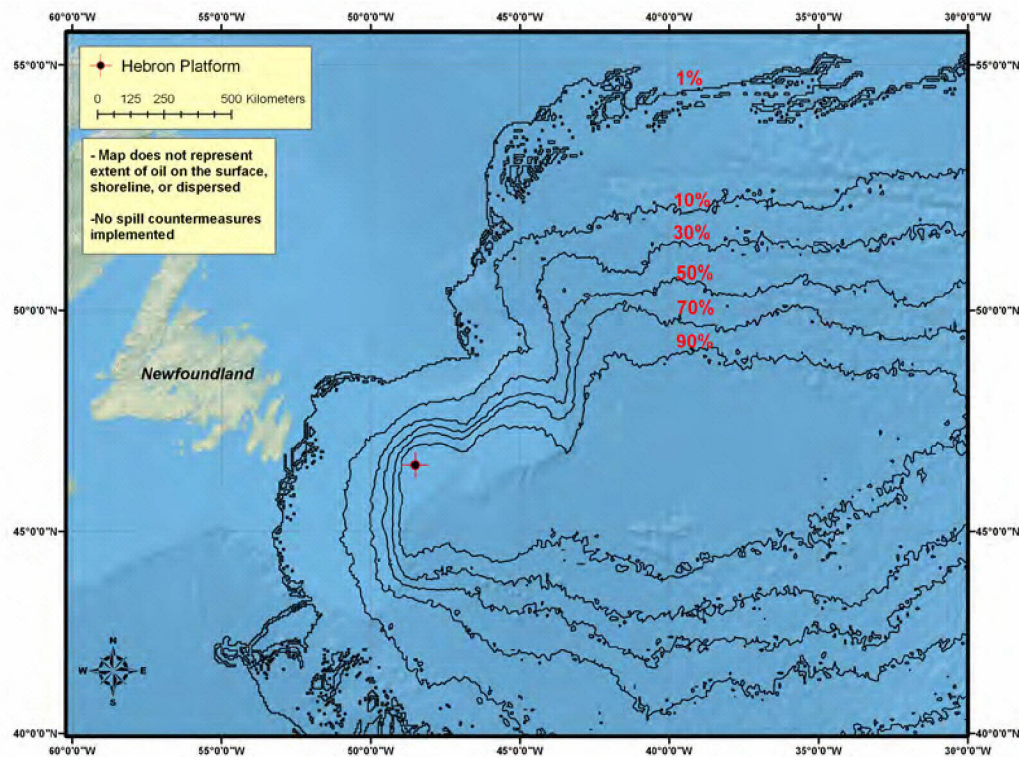 60°0'0"W 55°0'0"W 50°0'0"W 45°0'0"W 40°0'0"W 35°0'0"W 30°0'0"W
55°0'0"N
Hebron Platform
0 125 250 500 Kilometers
- Map does not represent
extent of oil on the surface,
shoreline, or dispersed
-No spill countermeasures
implemented
1%
55°0'0"N
10%
30%
50%
50°0'0"N
70%
50°0'0"N
90%
Newfoundland
45°0'0"N
45°0'0"N
N
W E
S
40°0'0"N
40°0'0"N
60°0'0"W 55°0'0"W 50°0'0"W 45°0'0"W 40°0'0"W 35°0'0"W 30°0'0"W